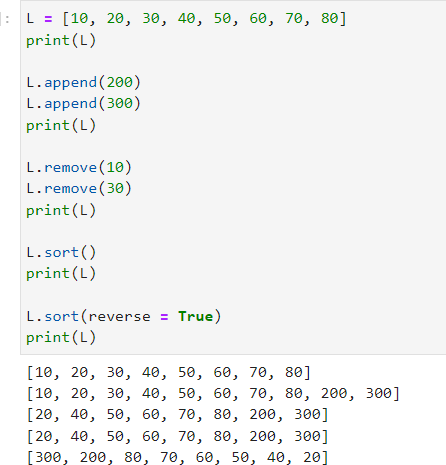 ]:
L = [10, 20, 30, 40, 50, 60, 70, 80]
print(L)
L.append(200)
L.append(300)
print(L)
L.remove(10)
L.remove(30)
print(L)
L.sort()
print(L)
L.sort(reverse = True)
print(L)
[10, 20, 30, 40, 50, 60, 70, 80]
[10, 20, 30, 40, 50, 60, 70, 80, 200, 300]
[20, 40, 50, 60, 70, 80, 200, 300]
[20, 40, 50, 60, 70, 80, 200, 300]
[300, 200, 80, 70, 60, 50, 40, 20]